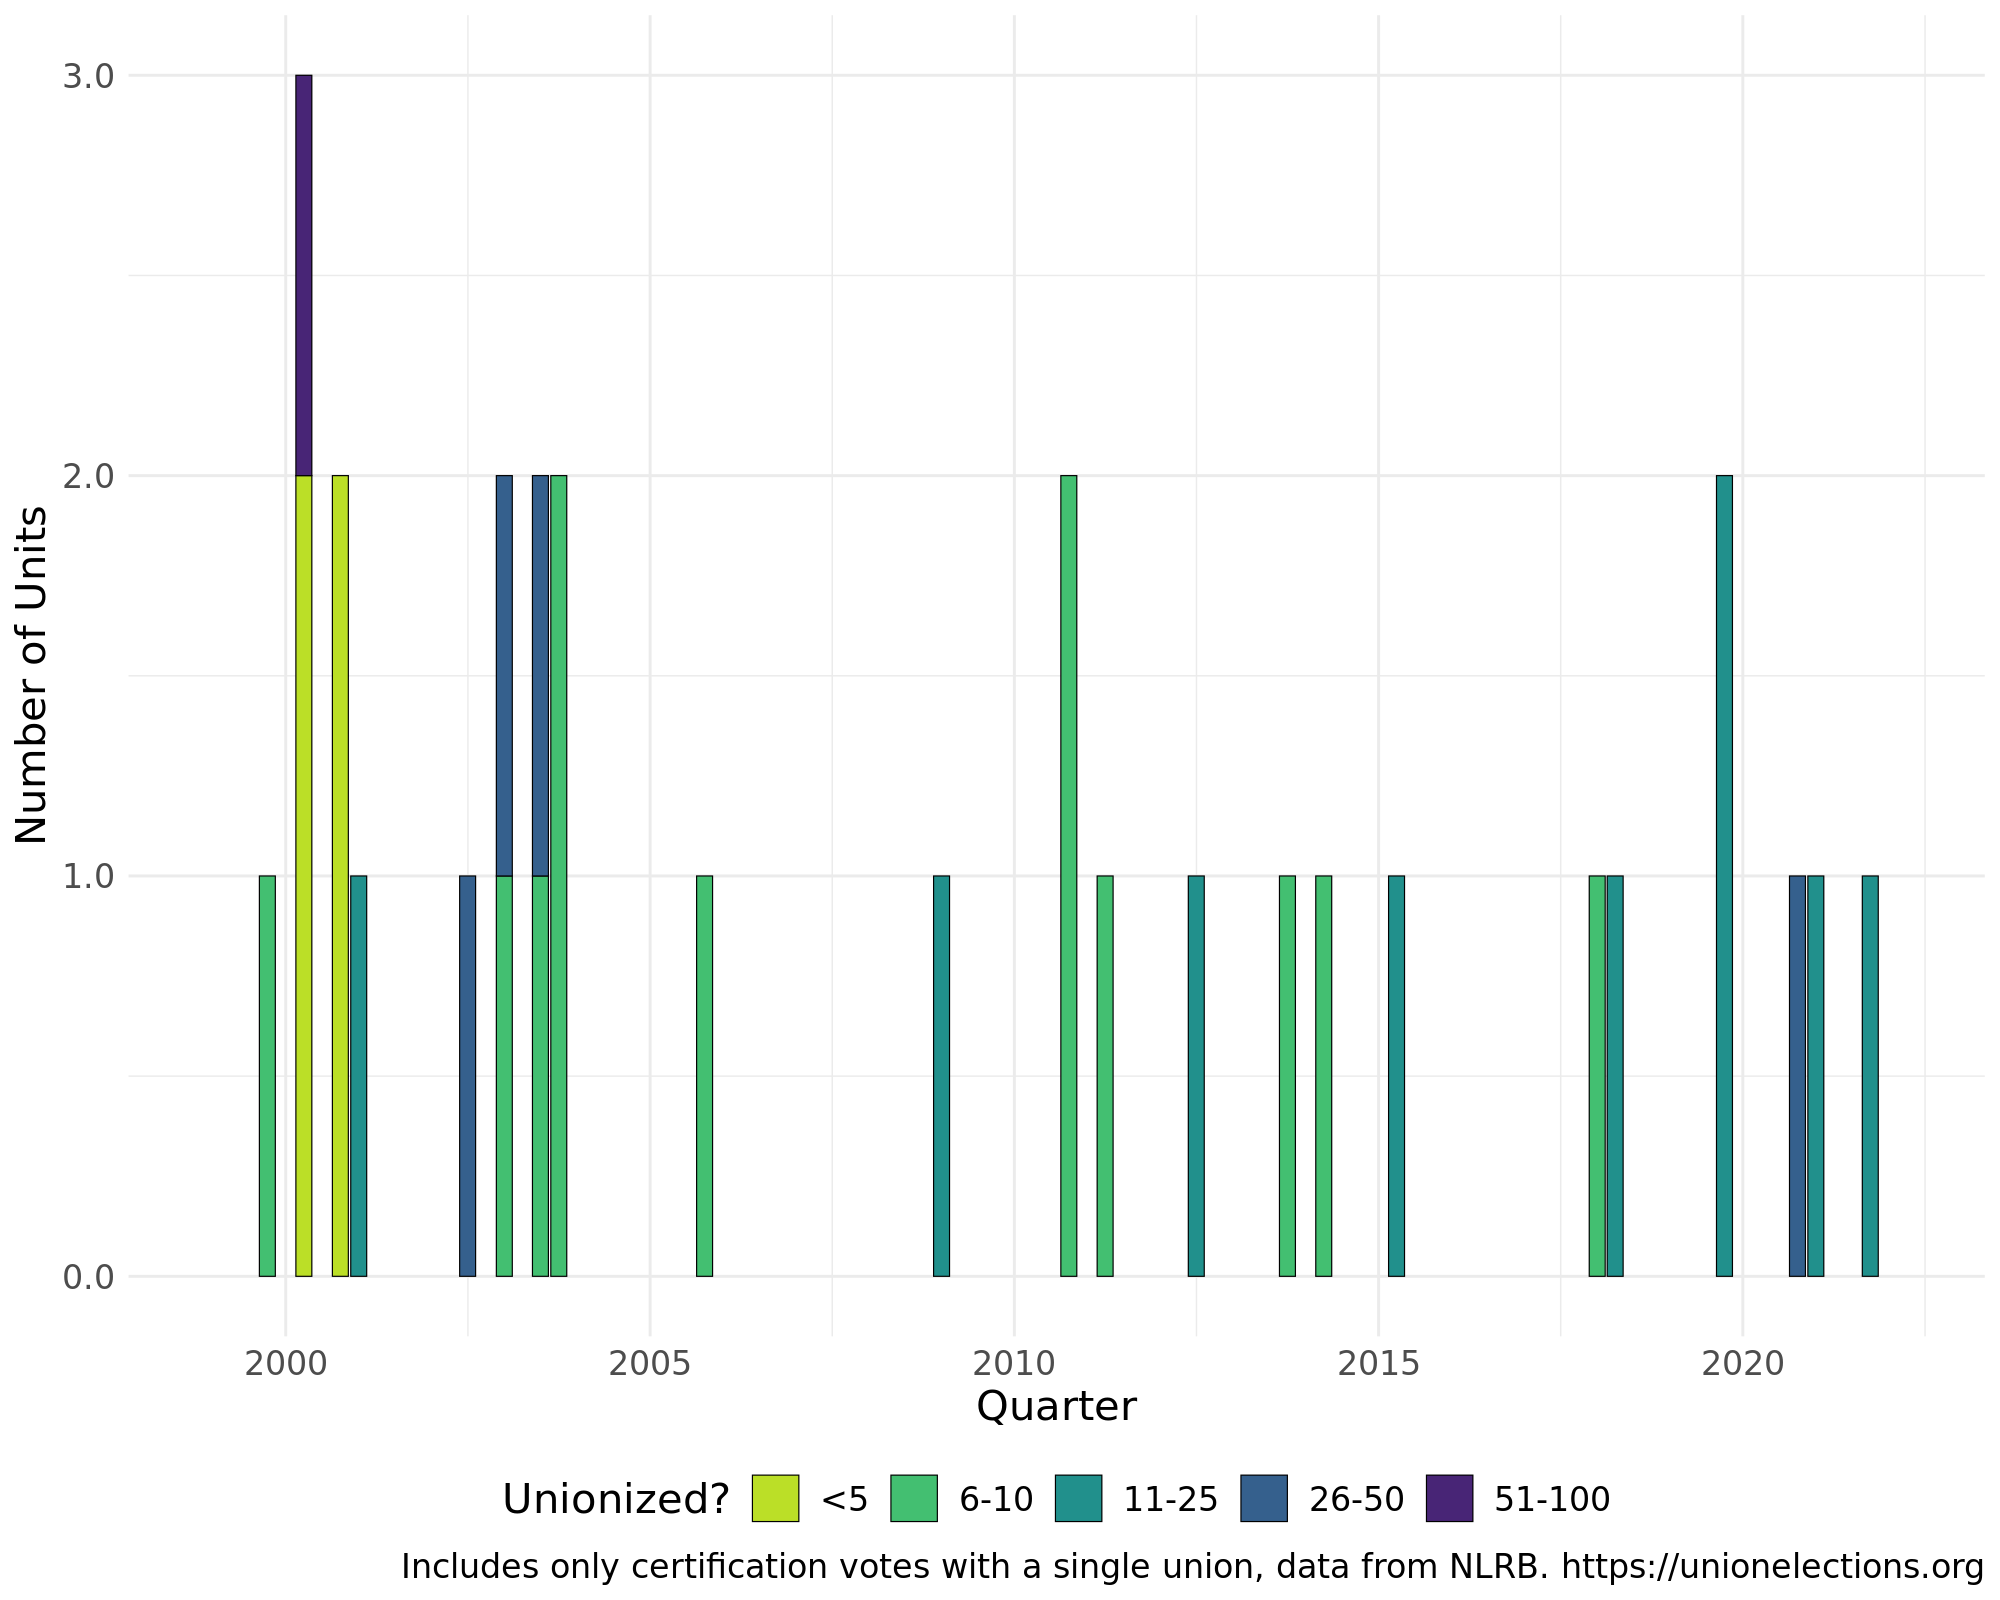 3.0
2.0
1.0
0.0
Number of Units
2000 2005 2010 2015 2020
Quarter
Unionized? <5 6-10 11-25 26-50 51-100
Includes only certification votes with a single union, data from NLRB. https://unionelections.org